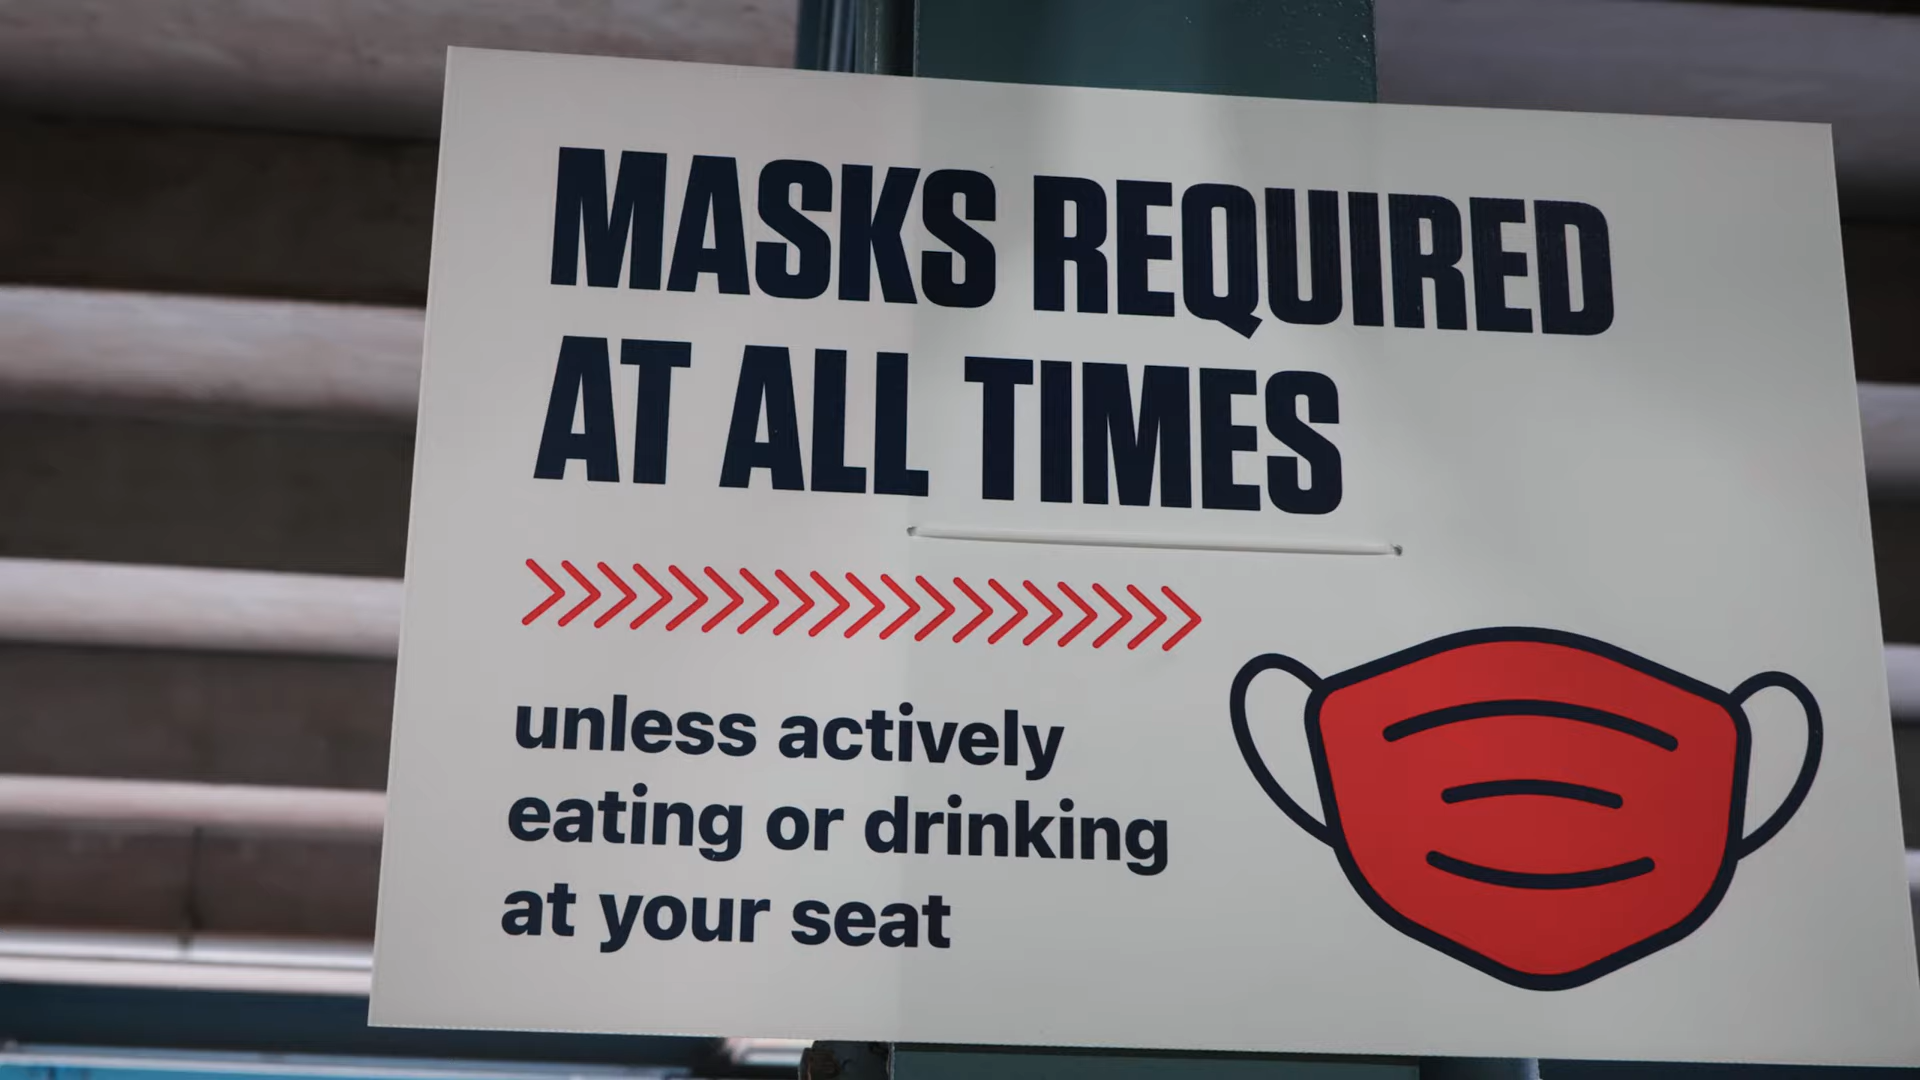 MASKS REQUIRED
AT ALL TIMES
unless actively
eating or drinking
at your seat